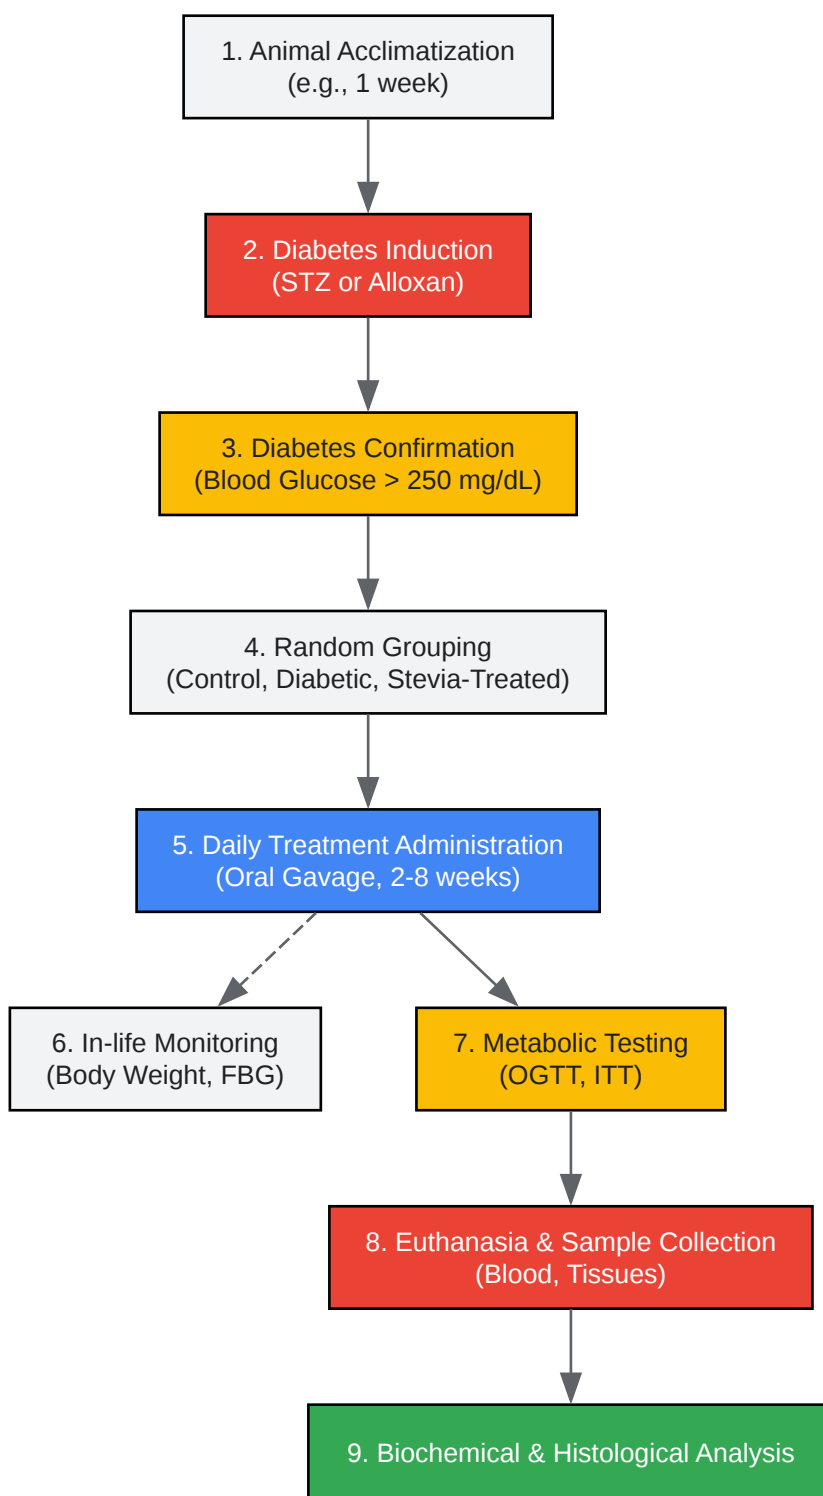 1. Animal Acclimatization
(e.g., 1 week)
2. Diabetes Induction
(STZ or Alloxan)
3. Diabetes Confirmation
(Blood Glucose > 250 mg/dL)
4. Random Grouping
(Control, Diabetic, Stevia-Treated)
5. Daily Treatment Administration
(Oral Gavage, 2-8 weeks)
6. In-life Monitoring
(Body Weight, FBG)
7. Metabolic Testing
(OGTT, ITT)
8. Euthanasia & Sample Collection
(Blood, Tissues)
9. Biochemical & Histological Analysis